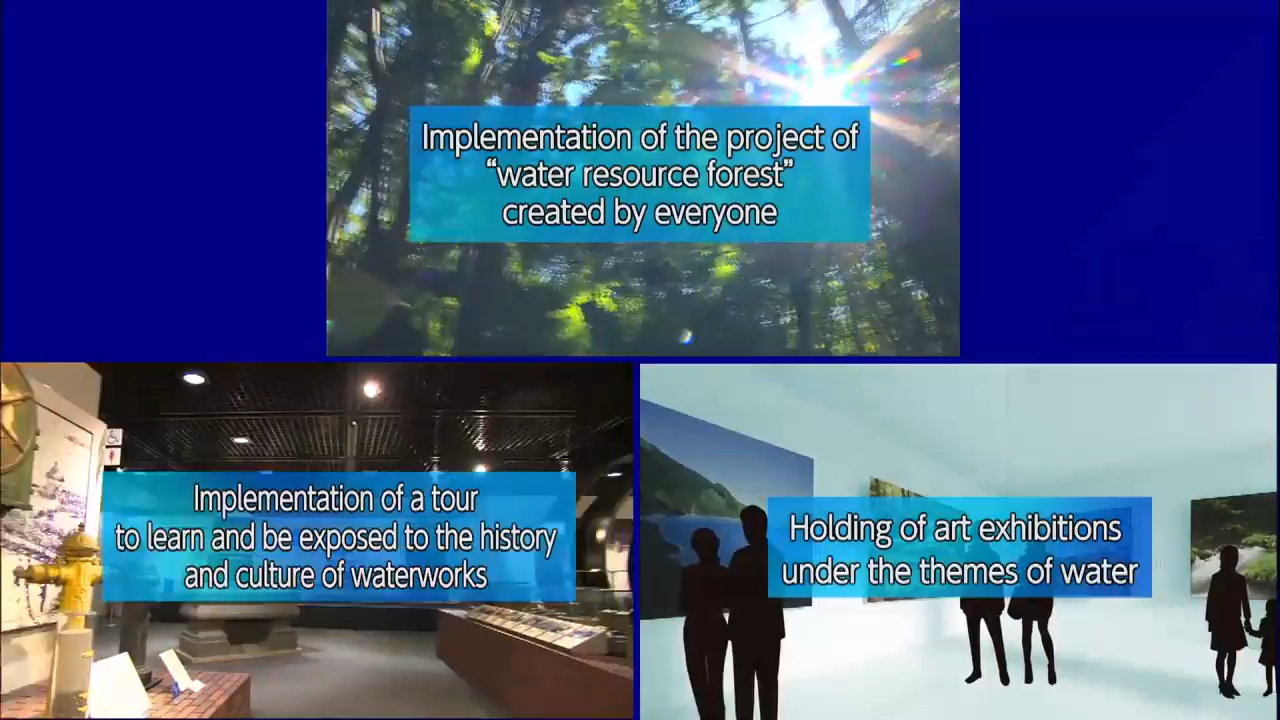 Implementation of the project of
“water resource forest”
created by everyone
Implementation of a tour
to learn and be exposed to the history
and culture of waterworks
Holding of art exhibitions
under the themes of water